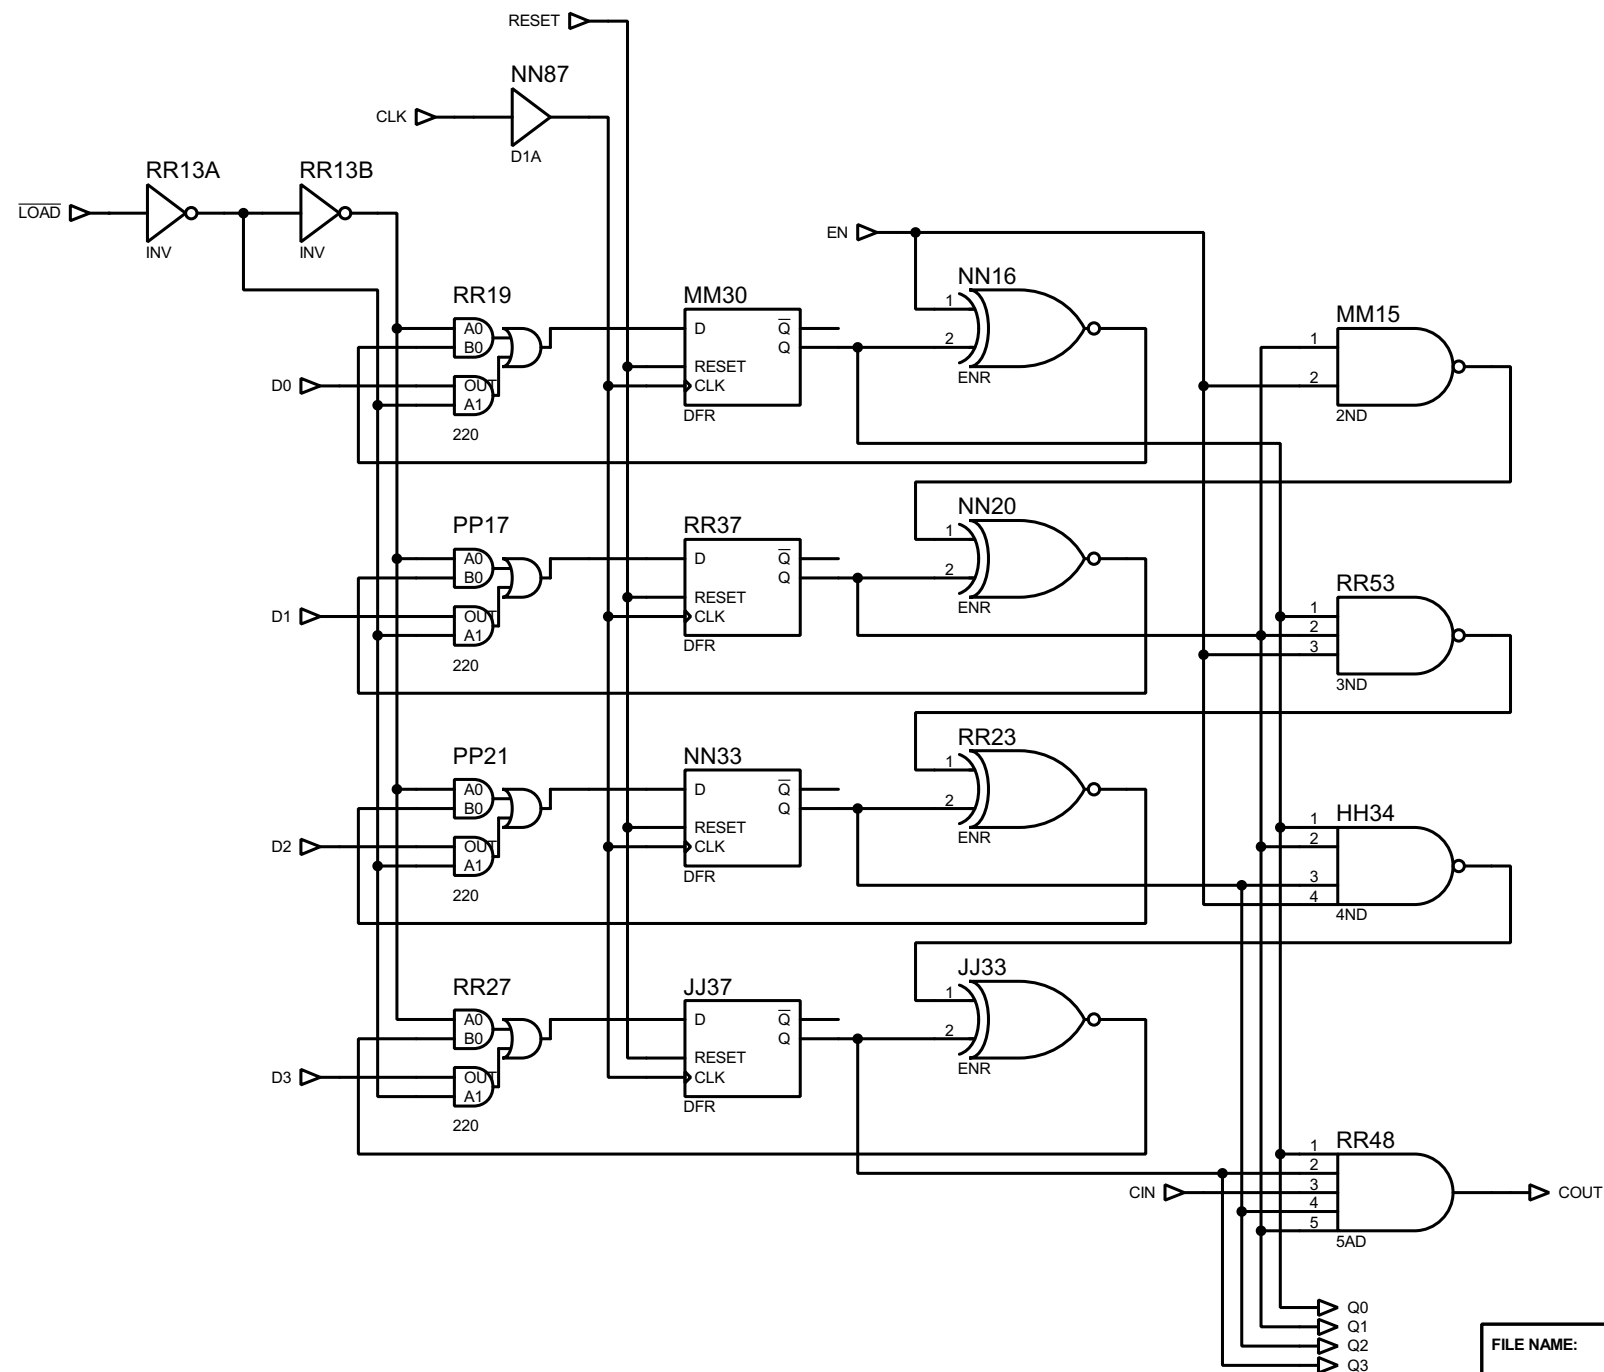 RESET
NN87
CLK
D1A
RR13A
RR13B
LOAD
INV
INV
EN
RR19
MM30
NN16
MM15
A0
B0
D
Q
Q
1
2
1
2
D0
OUT
A1
RESET
CLK
220
DFR
ENR
2ND
PP17
RR37
NN20
RR53
A0
B0
D
Q
Q
1
2
1
2
3
D1
OUT
A1
RESET
CLK
220
DFR
ENR
3ND
PP21
NN33
RR23
HH34
A0
B0
D
Q
Q
1
2
1
2
3
4
D2
OUT
A1
RESET
CLK
220
DFR
ENR
4ND
RR27
JJ37
JJ33
RR48
A0
B0
D
Q
Q
1
2
D3
OUT
A1
RESET
CLK
220
DFR
ENR
1
2
3
4
5
CIN
COUT
5AD
Q0
Q1
Q2
Q3
FILE NAME: